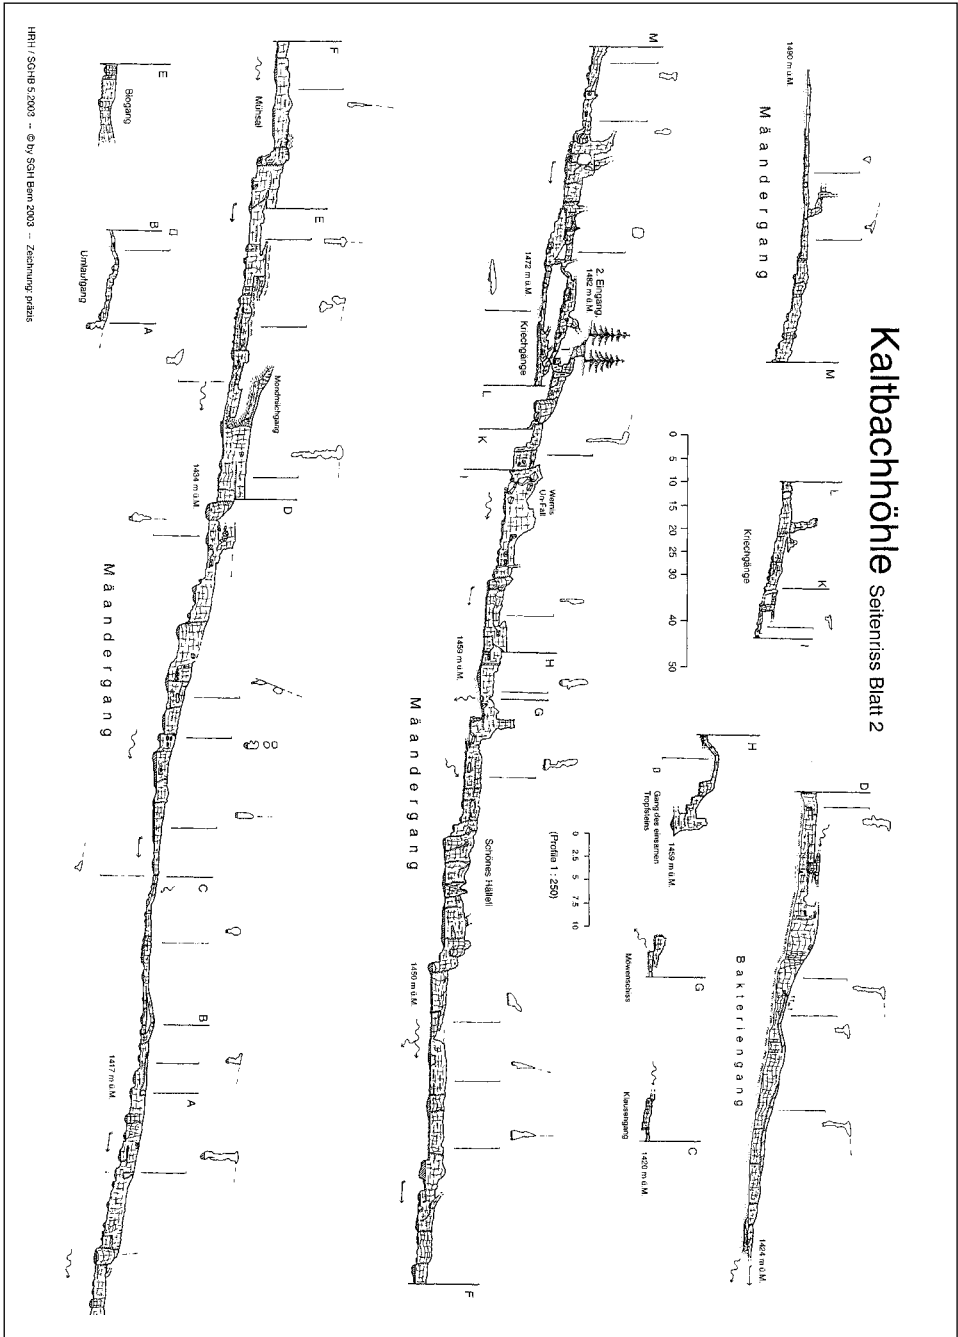 Kaltbachhöhle Seitenriss Blatt 2
1490 m ü.M.
Mäandergang
M
L
Kriechgänge
K
I
D
Bakteriengang
1424 m ü.M.
0 5 10 15 20 25 30 40 50
H
Gang des einsamen
Tropfsteins
1459 m.ü.M.
G
Möwenschiss
C
Klausengang
1420 m ü.M.
M
2. Eingang,
1482 m ü.M.
1472 m ü.M.
Kriechgänge
L
K
I
Wernis
Un-Fall
1459 m ü.M.
H
G
Mäandergang
Schönes Hälleli
0 2.5 5 7.5 10
(Profile 1 : 250)
1450 m ü.M.
F
F
Mühsal
E
Mondmilchgang
D
1434 m ü.M.
Mäandergang
C
B
A
1417 m ü.M.
E
Biogang
B
Umlaufgang
A
HRH / SGHB 5.2003 -- © by SGH Bern 2003 -- Zeichnung: präzis